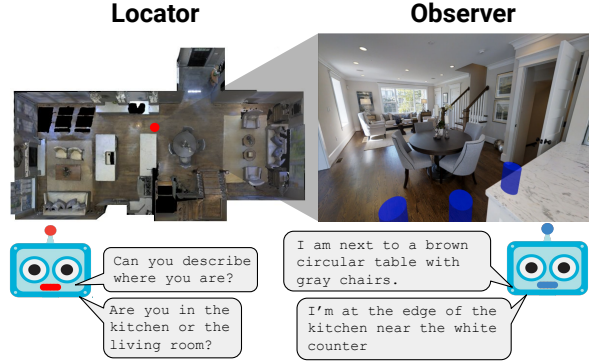 Locator
Observer
Can you describe
where you are?
Are you in the
kitchen or the
living room?
I am next to a brown
circular table with
gray chairs.
I'm at the edge of the
kitchen near the white
counter